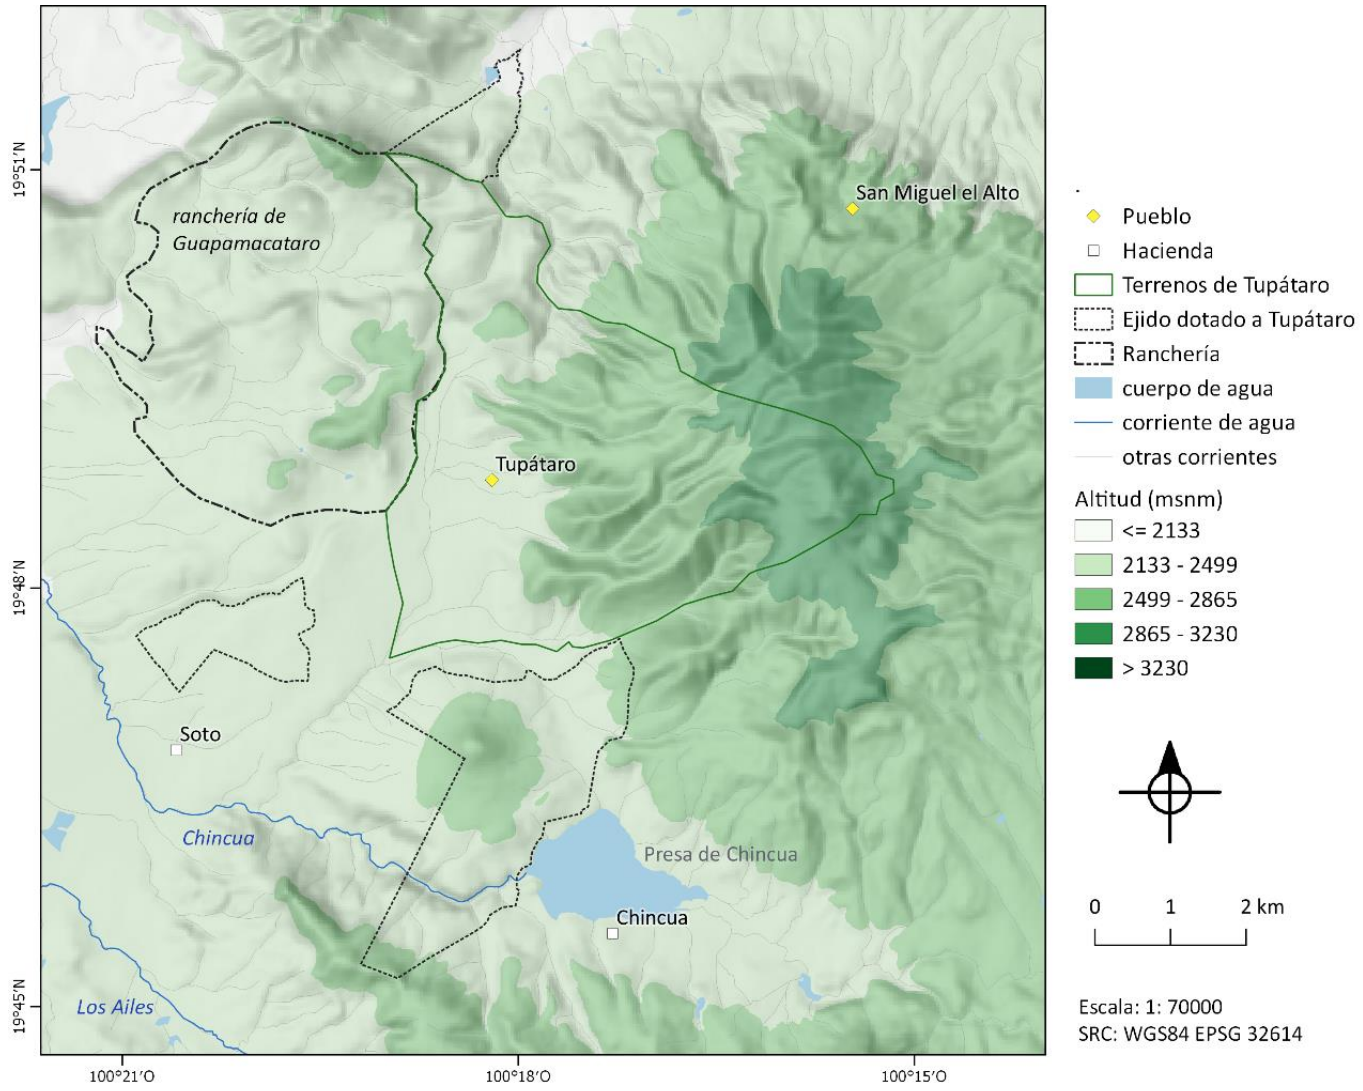 19°51'N
19°48'N
19°45'N
ranchería de
Guapamacataro
San Miguel el Alto
Tupátaro
Soto
Chincua
Presa de Chincua
Chincua
Los Ailes
100°21'O
100°18'O
100°15'O
.
Pueblo
Hacienda
Terrenos de Tupátaro
Ejido dotado a Tupátaro
Ranchería
cuerpo de agua
corriente de agua
otras corrientes
Altitud (msnm)
<= 2133
2133 - 2499
2499 - 2865
2865 - 3230
> 3230
0 1 2 km
Escala: 1: 70000
SRC: WGS84 EPSG 32614